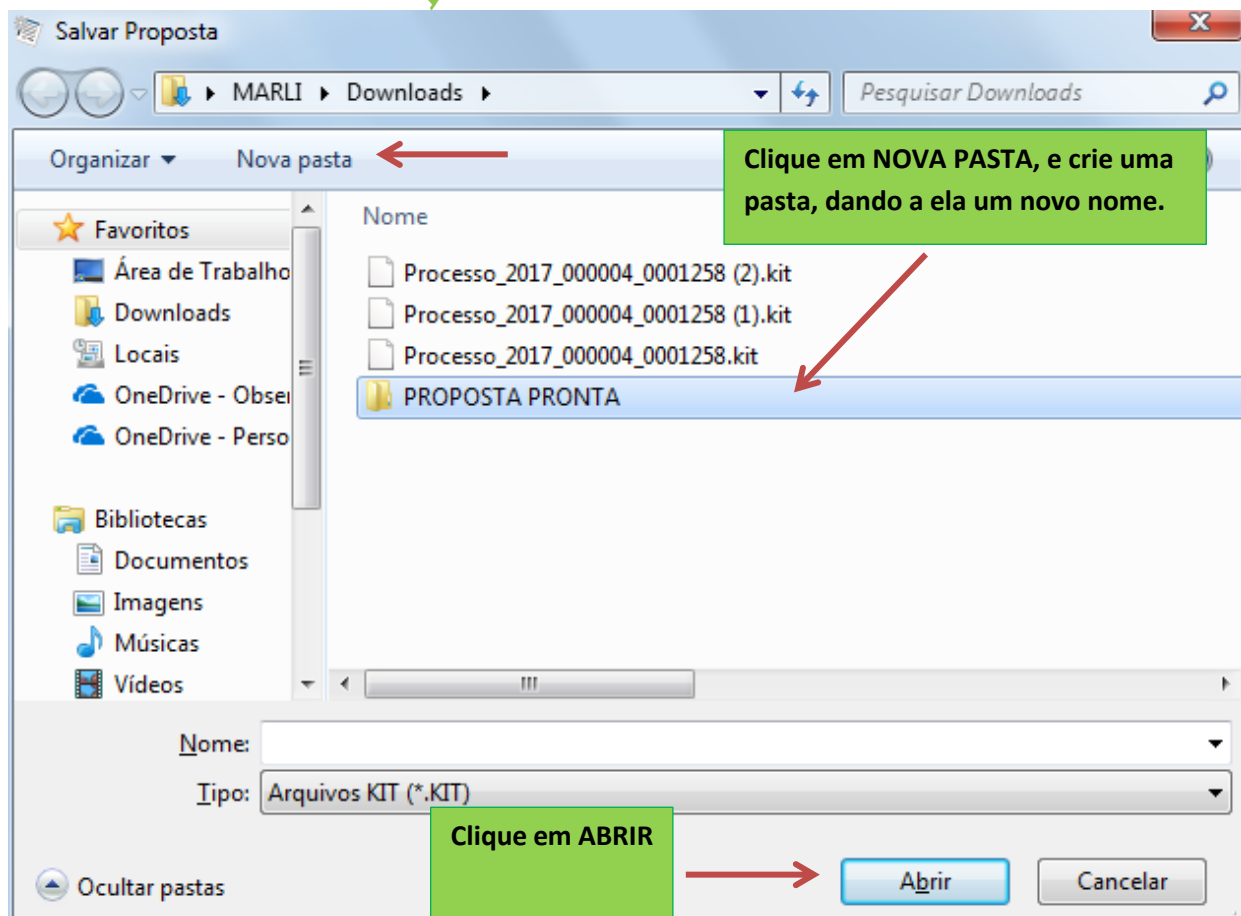 Salvar Proposta
MARLI Downloads
Pesquisar Downloads
Organizar Nova pasta
Clique em NOVA PASTA, e crie uma
pasta, dando a ela um novo nome.
Favoritos
Área de Trabalho
Downloads
Locais
OneDrive - Obser
OneDrive - Perso
Bibliotecas
Documentos
Imagens
Músicas
Vídeos
Nome
Processo_2017_000004_0001258 (2).kit
Processo_2017_000004_0001258 (1).kit
Processo_2017_000004_0001258.kit
PROPOSTA PRONTA
Nome:
Tipo: Arquivos KIT (*.KIT)
Clique em ABRIR
Ocultar pastas
Abrir
Cancelar